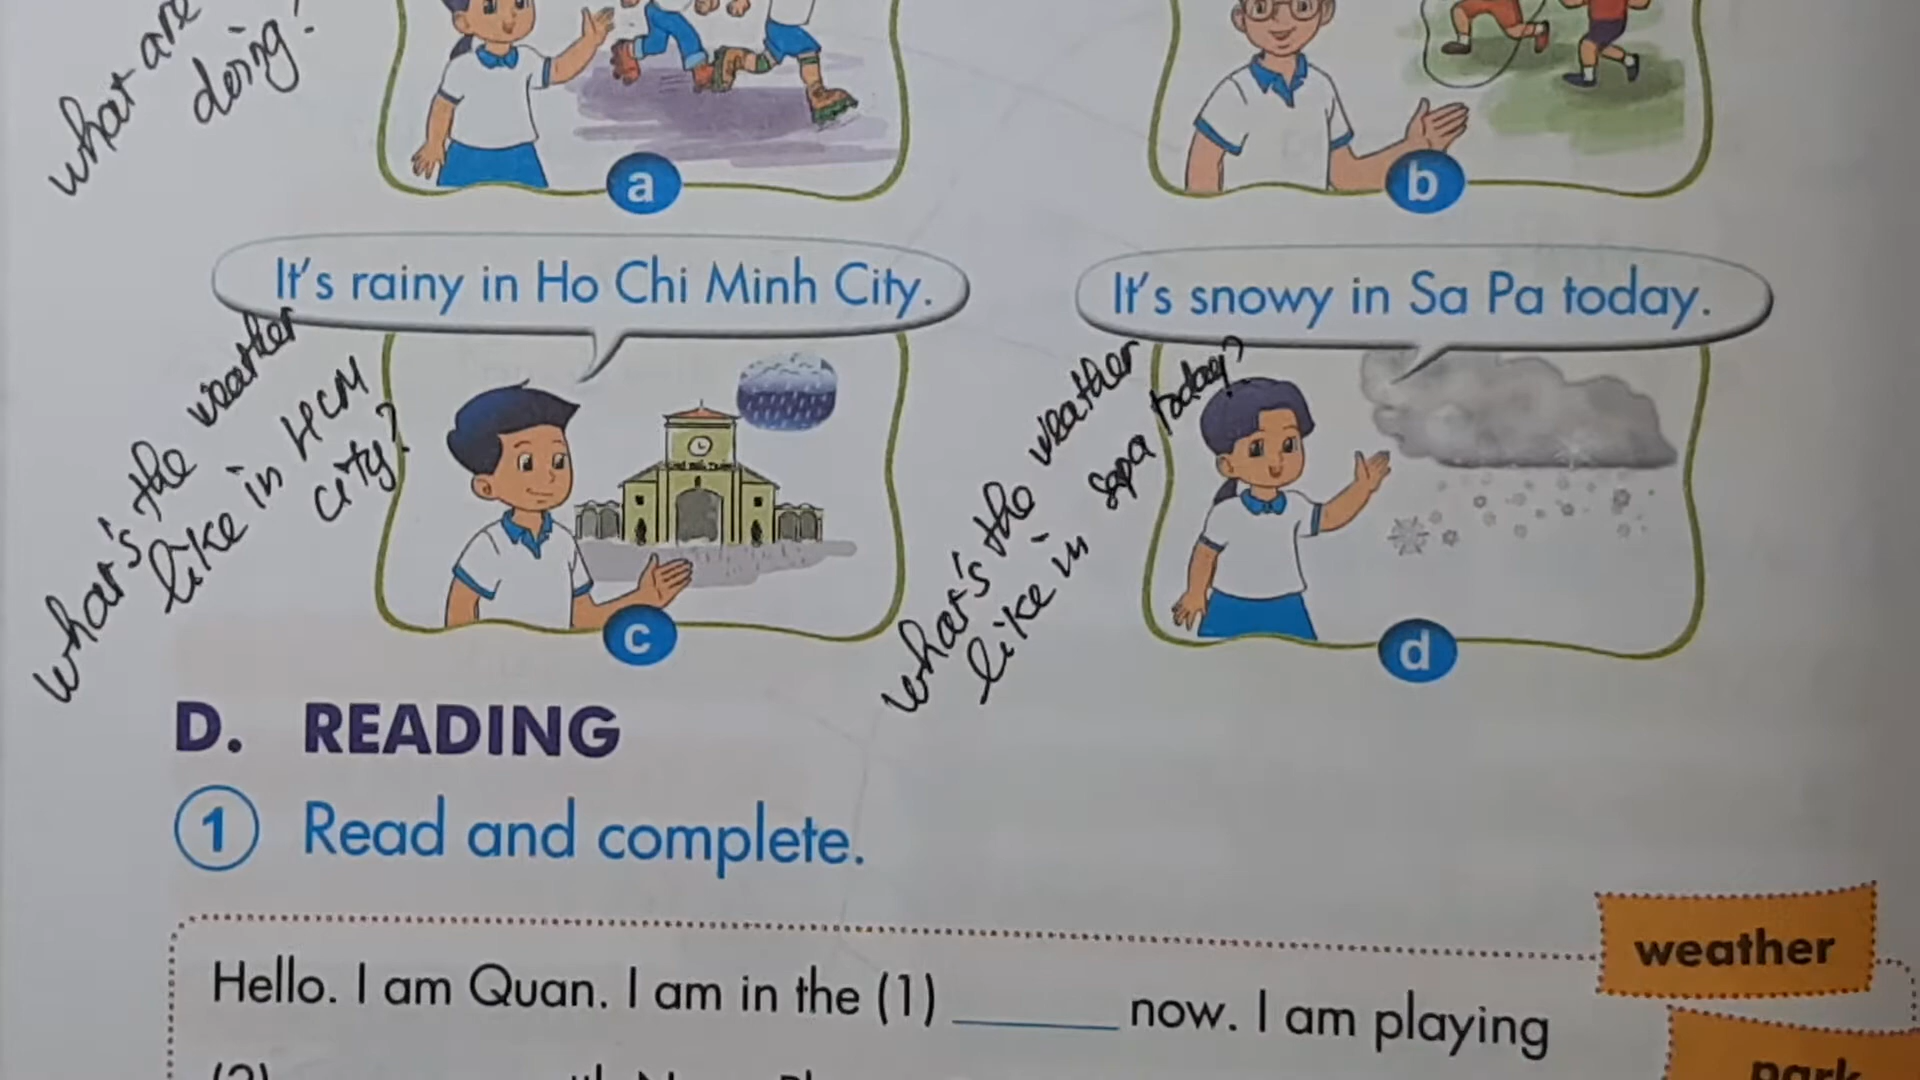 what are
doing?
a
b
It's rainy in Ho Chi Minh City.
It's snowy in Sa Pa today.
what's the weather
like in HCM
city?
what's the weather
like in Sapa today?
c
d
D. READING
1 Read and complete.
weather
Hello. I am Quan. I am in the (1) ______ now. I am playing
park
(2)